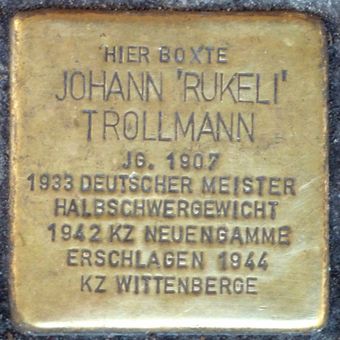 HIER BOXTE
JOHANN 'RUKELI'
TROLLMANN
JG. 1907
1933 DEUTSCHER MEISTER
HALBSCHWERGEWICHT
1942 KZ NEUENGAMME
ERSCHLAGEN 1944
KZ WITTENBERGE